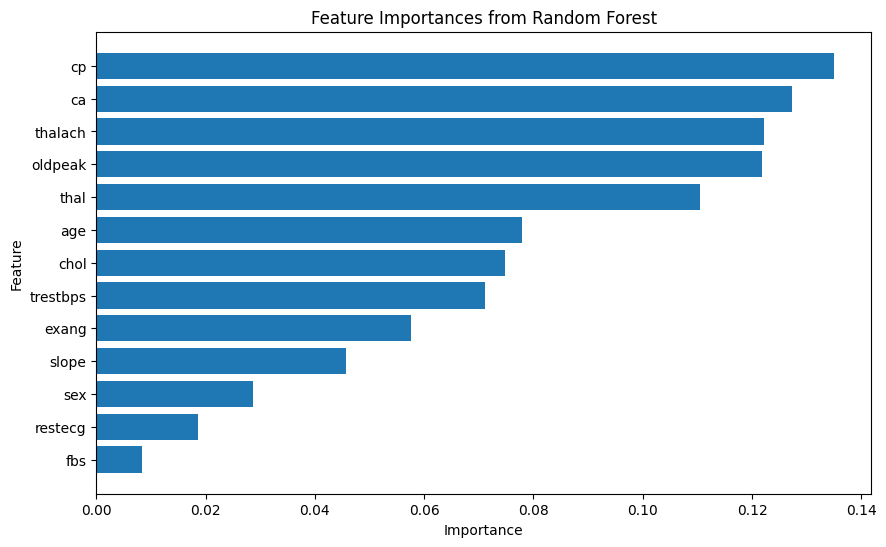 Feature Importances from Random Forest
cp
ca
thalach
oldpeak
thal
age
chol
trestbps
exang
slope
sex
restecg
fbs
Feature
0.00 0.02 0.04 0.06 0.08 0.10 0.12 0.14
Importance